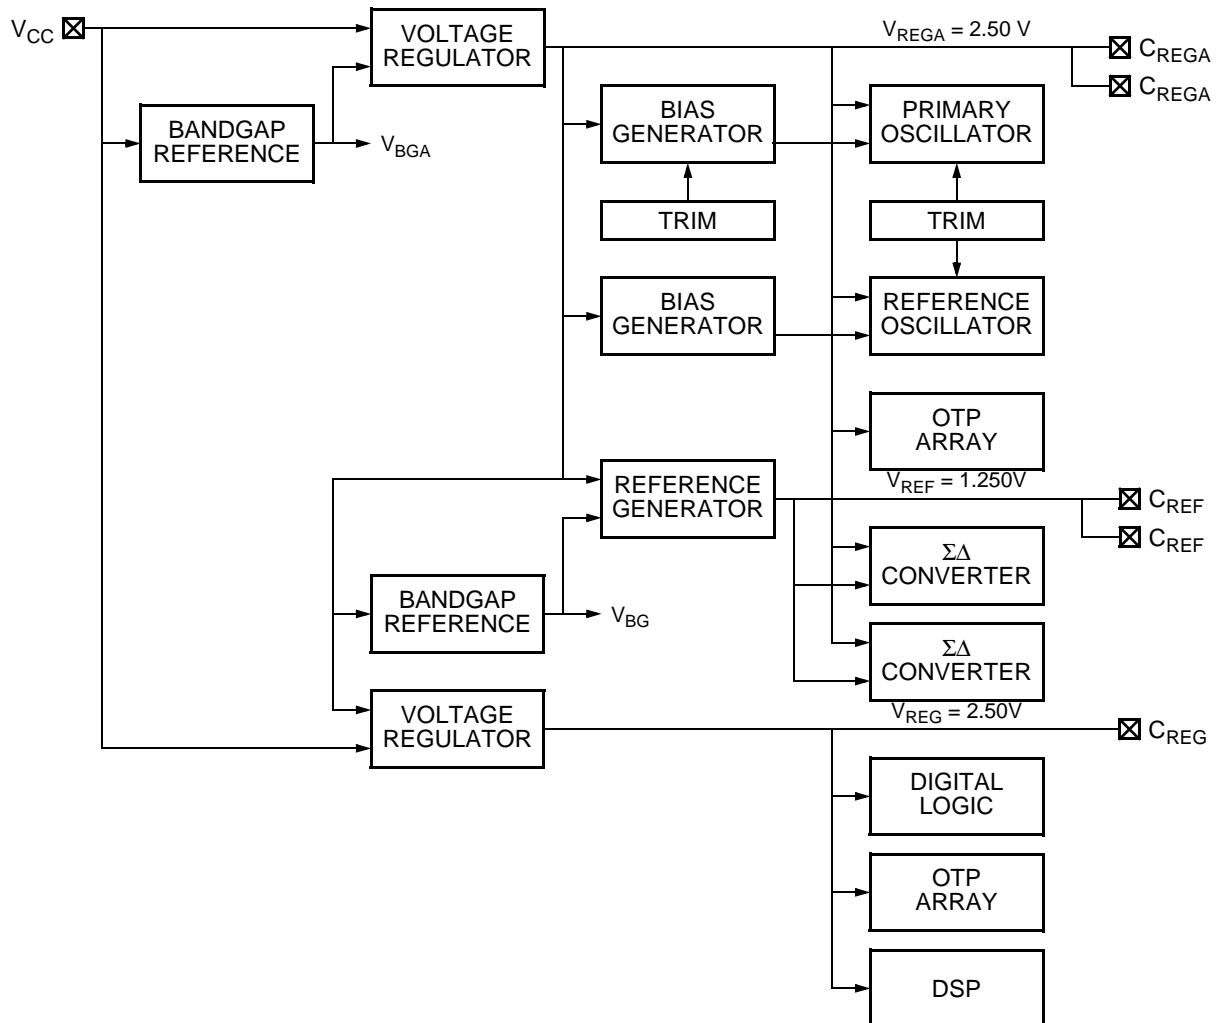 VCC
VOLTAGE
REGULATOR
VREGA = 2.50 V
CREGA
CREGA
BANDGAP
REFERENCE
VBGA
BIAS
GENERATOR
PRIMARY
OSCILLATOR
TRIM
TRIM
BIAS
GENERATOR
REFERENCE
OSCILLATOR
OTP
ARRAY
REFERENCE
GENERATOR
VREF = 1.250V
CREF
CREF
ΣΔ
CONVERTER
BANDGAP
REFERENCE
VBG
ΣΔ
CONVERTER
VOLTAGE
REGULATOR
VREG = 2.50V
CREG
DIGITAL
LOGIC
OTP
ARRAY
DSP